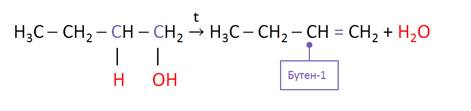 t
H₃C – CH₂ – CH – CH₂ → H₃C – CH₂ – CH = CH₂ + H₂O
| |
H OH
Бутен-1